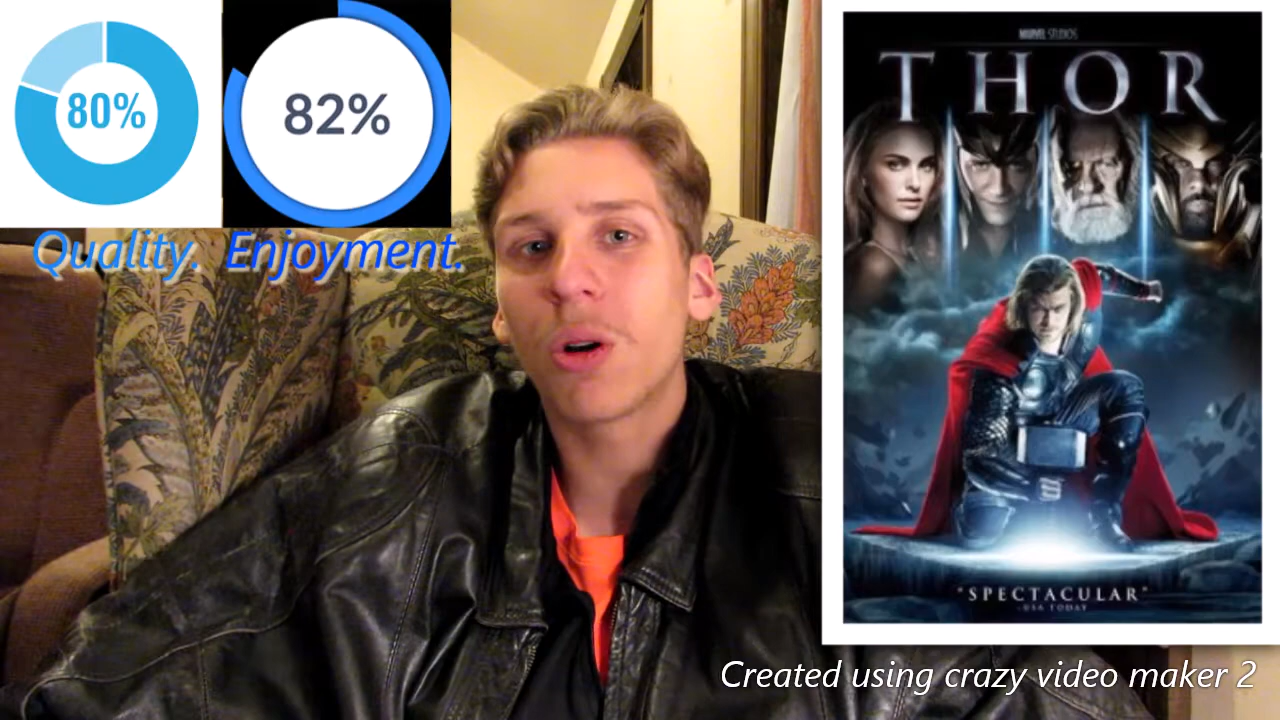 80%
82%
Quality.
Enjoyment.
MARVEL STUDIOS
THOR
"SPECTACULAR"
-USA TODAY
Created using crazy video maker 2